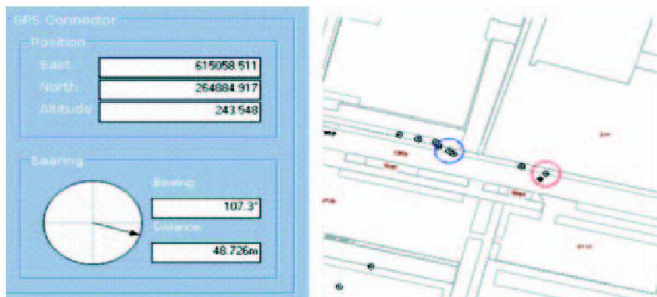 GPS Connector
Position
East
615058.511
North
264884.917
Altitude
243.548
Bearing
Bearing:
107.3°
Distance:
48.726m